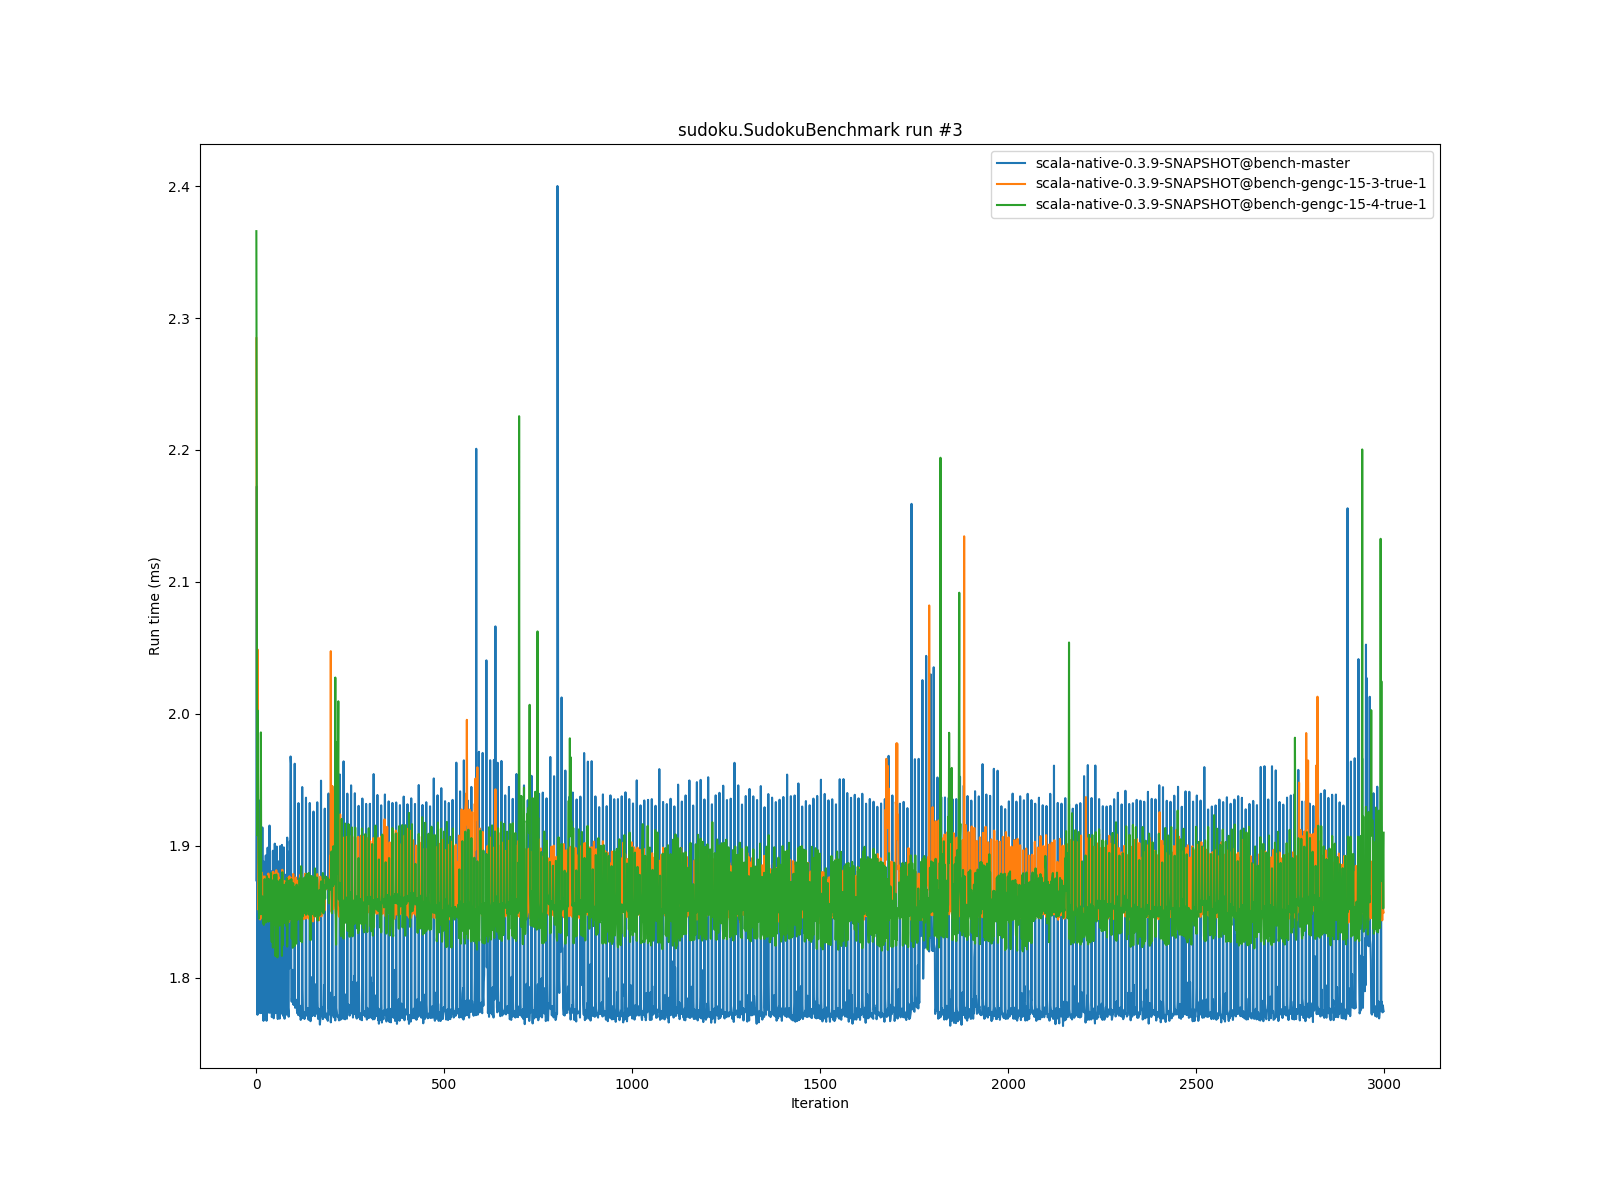 sudoku.SudokuBenchmark run #3
scala-native-0.3.9-SNAPSHOT@bench-master
scala-native-0.3.9-SNAPSHOT@bench-gengc-15-3-true-1
scala-native-0.3.9-SNAPSHOT@bench-gengc-15-4-true-1
2.4
2.3
2.2
2.1
2.0
1.9
1.8
Run time (ms)
0
500
1000
1500
2000
2500
3000
Iteration